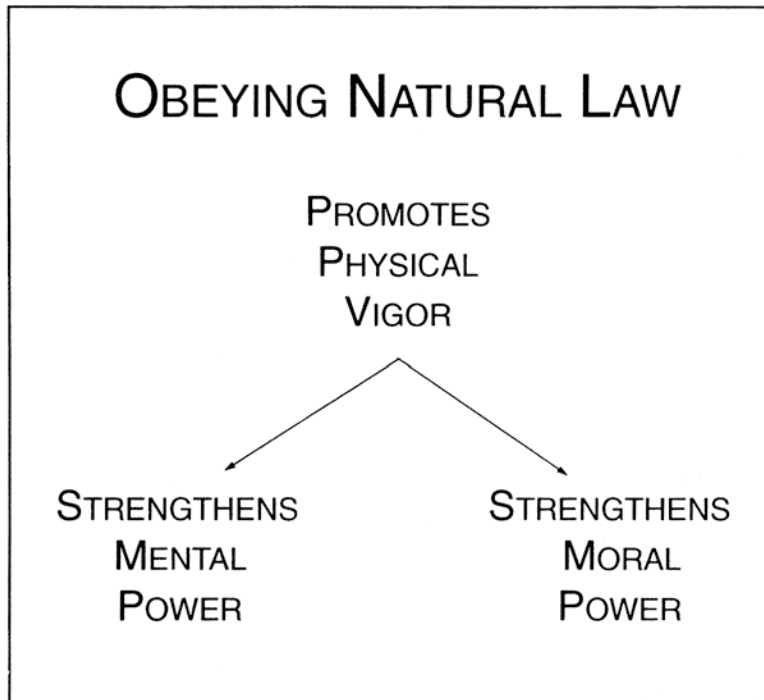 OBEYING NATURAL LAW
PROMOTES
PHYSICAL
VIGOR
STRENGTHENS
MENTAL
POWER
STRENGTHENS
MORAL
POWER